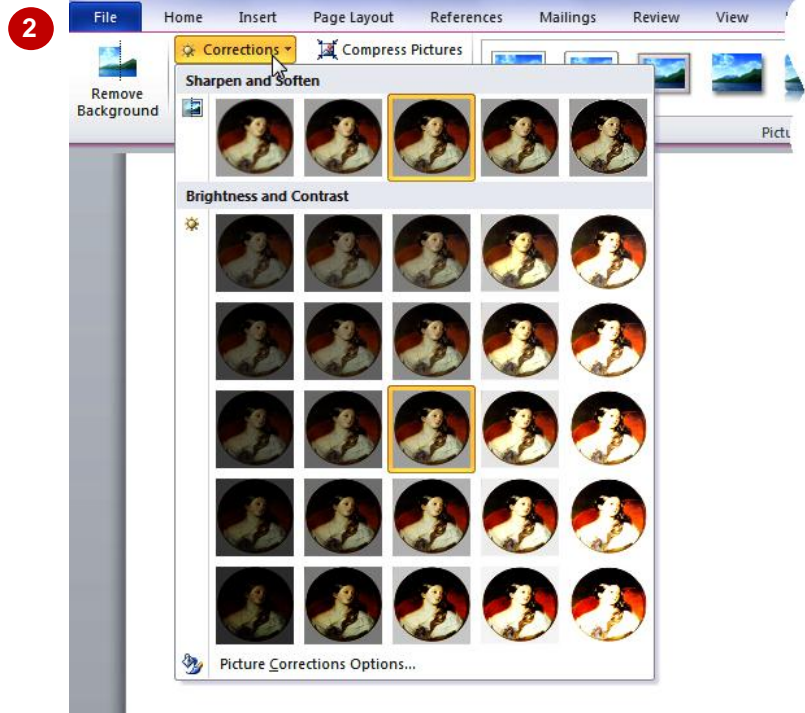 2
File Home Insert Page Layout References Mailings Review View
Corrections Compress Pictures
Remove
Background
Sharpen and Soften
Brightness and Contrast
Picture Corrections Options...